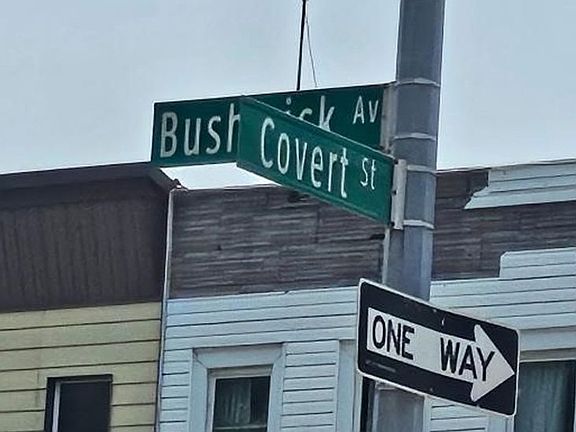 Bush ick Av
Covert St
ONE WAY